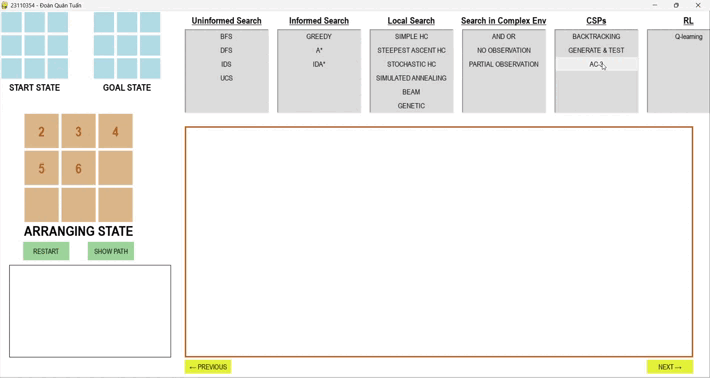 23110354 - Đoàn Quân Tuấn
Uninformed Search
BFS
DFS
IDS
UCS
Informed Search
GREEDY
A*
IDA*
Local Search
SIMPLE HC
STEEPEST ASCENT HC
STOCHASTIC HC
SIMULATED ANNEALING
BEAM
GENETIC
Search in Complex Env
AND OR
NO OBSERVATION
PARTIAL OBSERVATION
CSPs
BACKTRACKING
GENERATE & TEST
AC-3
RL
Q-learning
START STATE
GOAL STATE
2 3 4
5 6
ARRANGING STATE
RESTART
SHOW PATH
← PREVIOUS
NEXT →